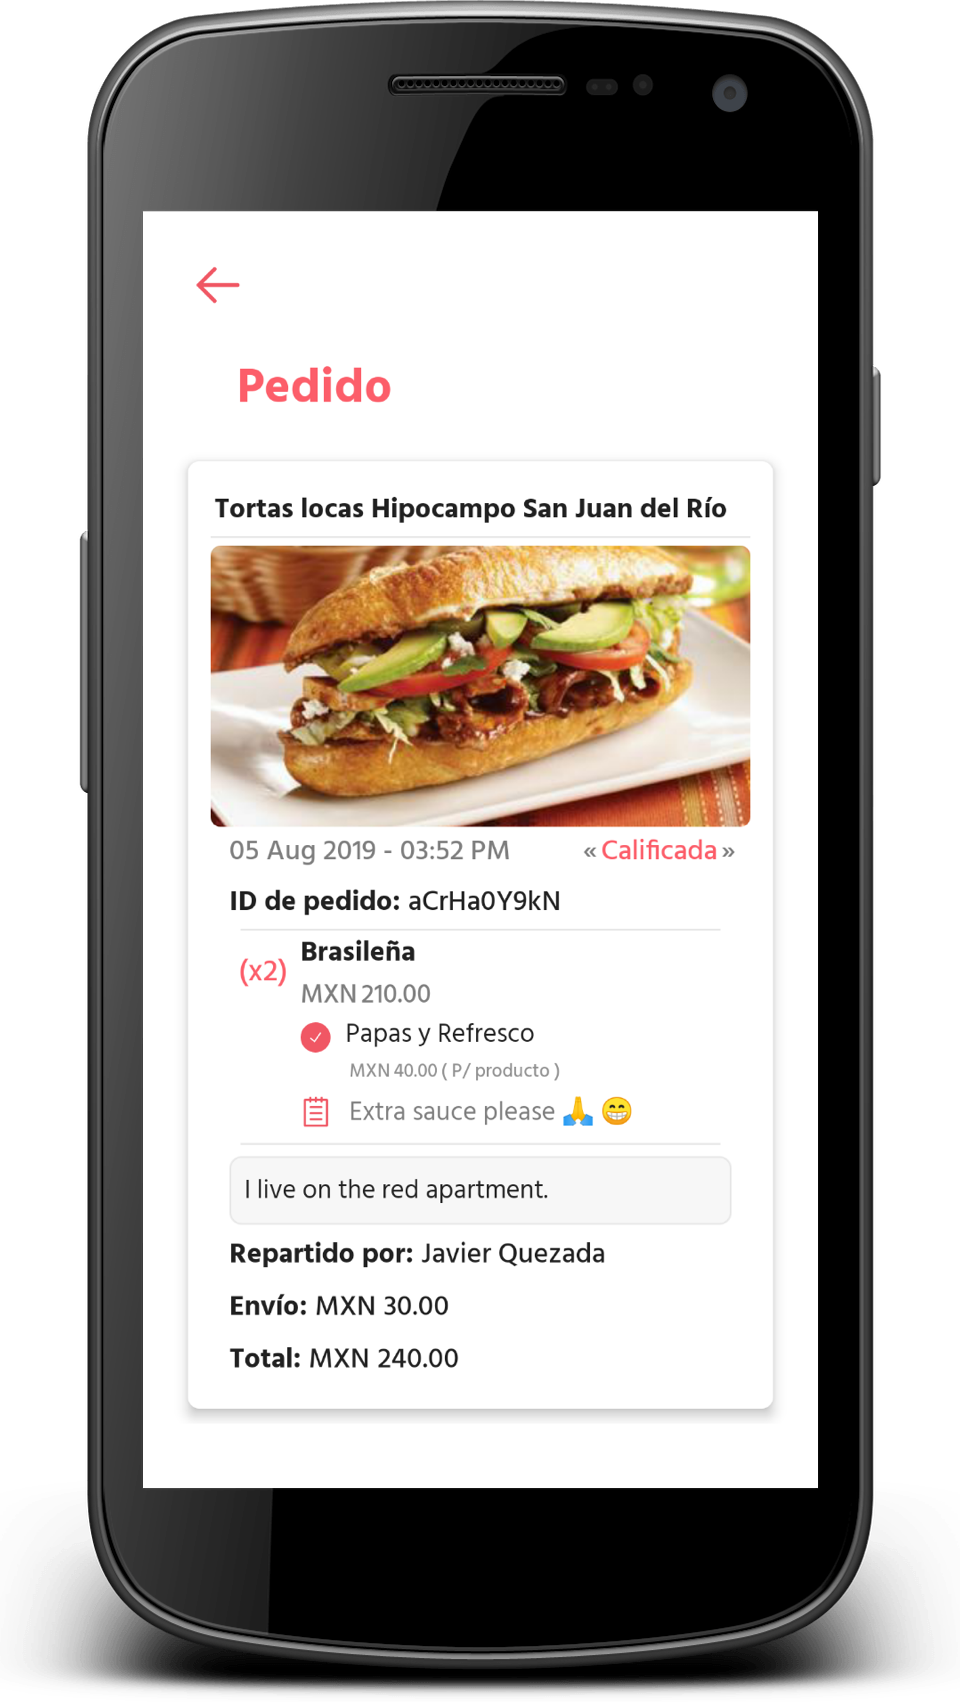 Pedido
Tortas locas Hipocampo San Juan del Río
05 Aug 2019 - 03:52 PM « Calificada »
ID de pedido: aCrHa0Y9kN
(x2) Brasileña
MXN 210.00
Papas y Refresco
MXN 40.00 ( P/ producto )
Extra sauce please 🙏 😁
I live on the red apartment.
Repartido por: Javier Quezada
Envío: MXN 30.00
Total: MXN 240.00